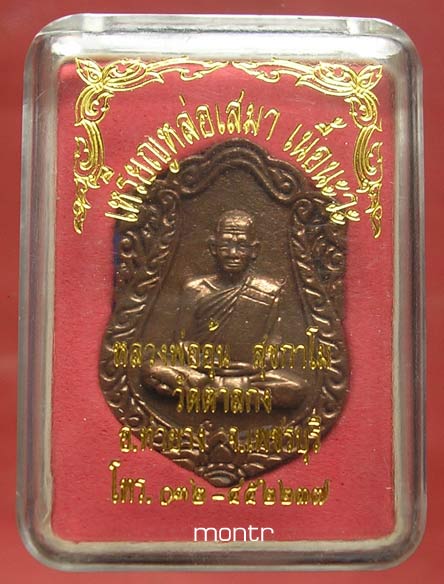 เหรียญหล่อเสมา เนื้อนะวะ
หลวงพ่ออุ้น สุขกาโม
วัดตาลกง
อ.ท่ายาง จ.เพชรบุรี
โทร. ๐๓๒-๔๕๒๒๓๗
montr